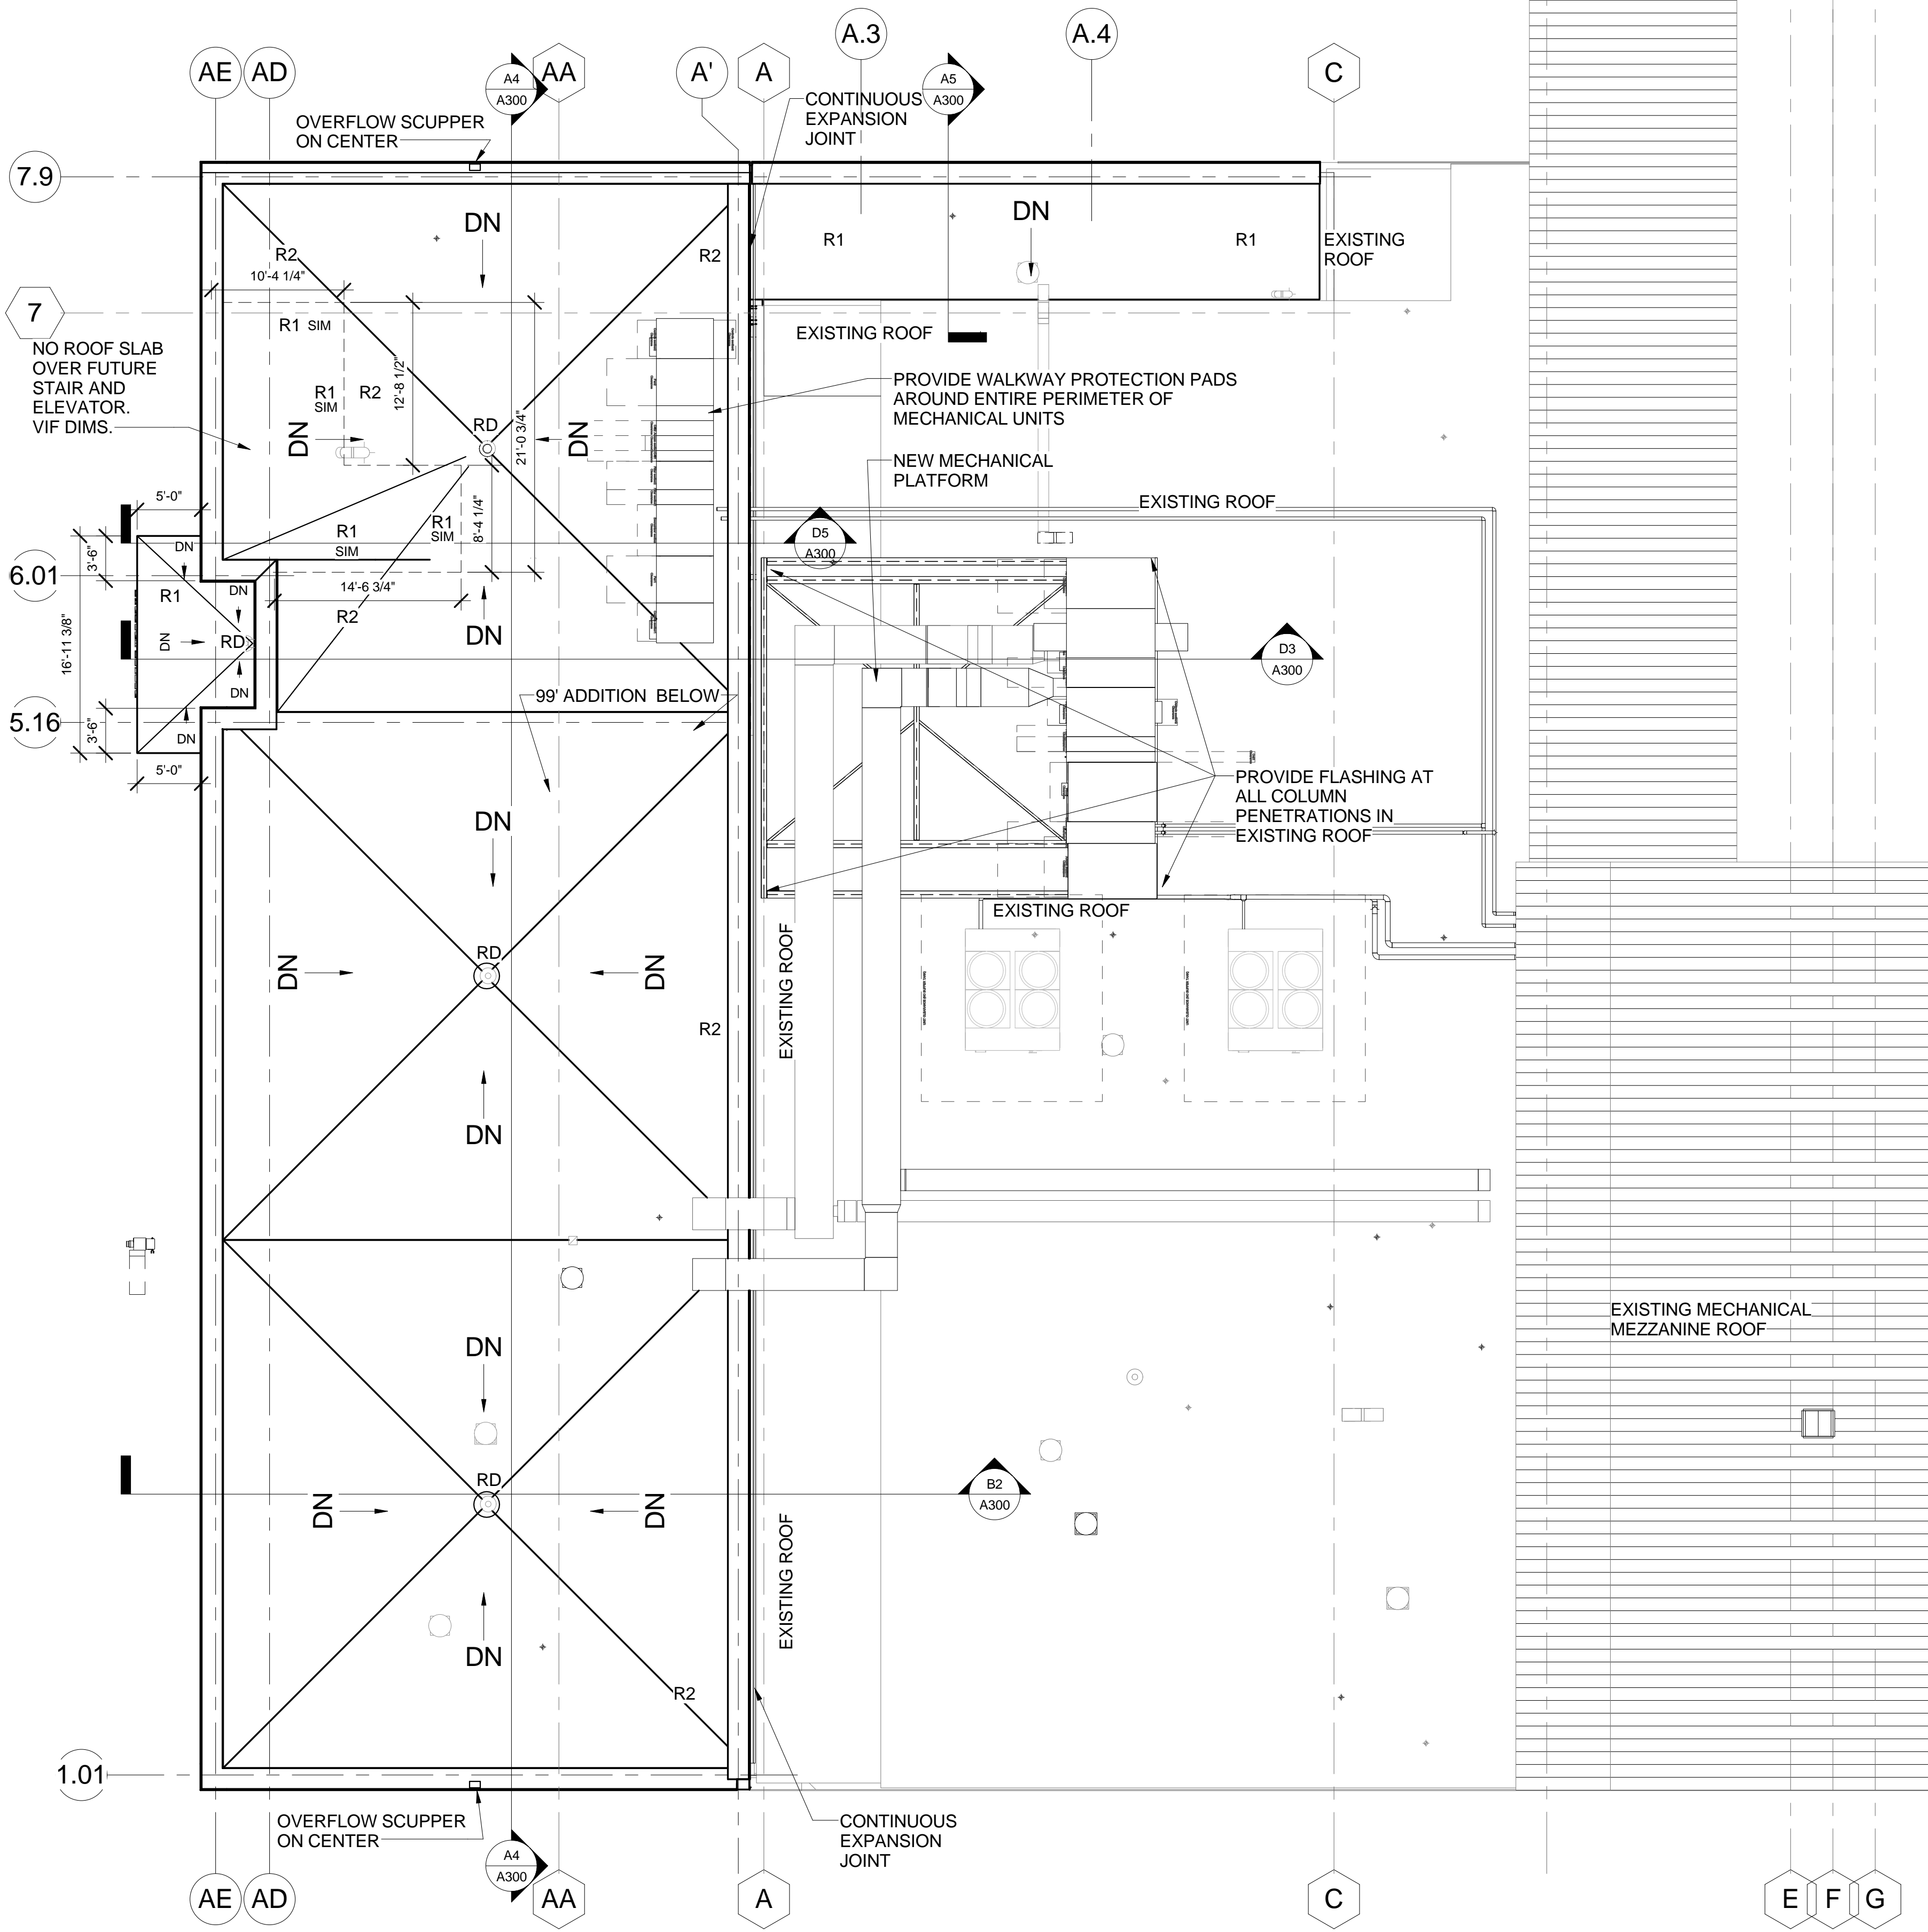 A.3
A.4
AE
AD
A4
A300
AA
A'
A
A5
A300
C
CONTINUOUS
EXPANSION
JOINT
OVERFLOW SCUPPER
ON CENTER
7.9
DN
DN
R2
R2
R1
R1
EXISTING
ROOF
10'-4 1/4"
7
R1 SIM
EXISTING ROOF
NO ROOF SLAB
OVER FUTURE
STAIR AND
ELEVATOR.
VIF DIMS.
R1
SIM
R2
12'-8 1/2"
PROVIDE WALKWAY PROTECTION PADS
AROUND ENTIRE PERIMETER OF
MECHANICAL UNITS
DN
RD
21'-0 3/4"
DN
NEW MECHANICAL
PLATFORM
5'-0"
EXISTING ROOF
R1
SIM
R1
SIM
8'-4 1/4"
D5
A300
3'-6"
DN
6.01
14'-6 3/4"
R1
DN
R2
16'-11 3/8"
DN
RD
DN
D3
A300
DN
99' ADDITION BELOW
5.16
3'-6"
DN
5'-0"
PROVIDE FLASHING AT
ALL COLUMN
PENETRATIONS IN
EXISTING ROOF
DN
EXISTING ROOF
RD
DN
DN
EXISTING ROOF
R2
DN
EXISTING MECHANICAL
MEZZANINE ROOF
DN
RD
B2
A300
DN
DN
EXISTING ROOF
DN
R2
1.01
OVERFLOW SCUPPER
ON CENTER
CONTINUOUS
EXPANSION
JOINT
A4
A300
AE
AD
AA
A
C
E
F
G